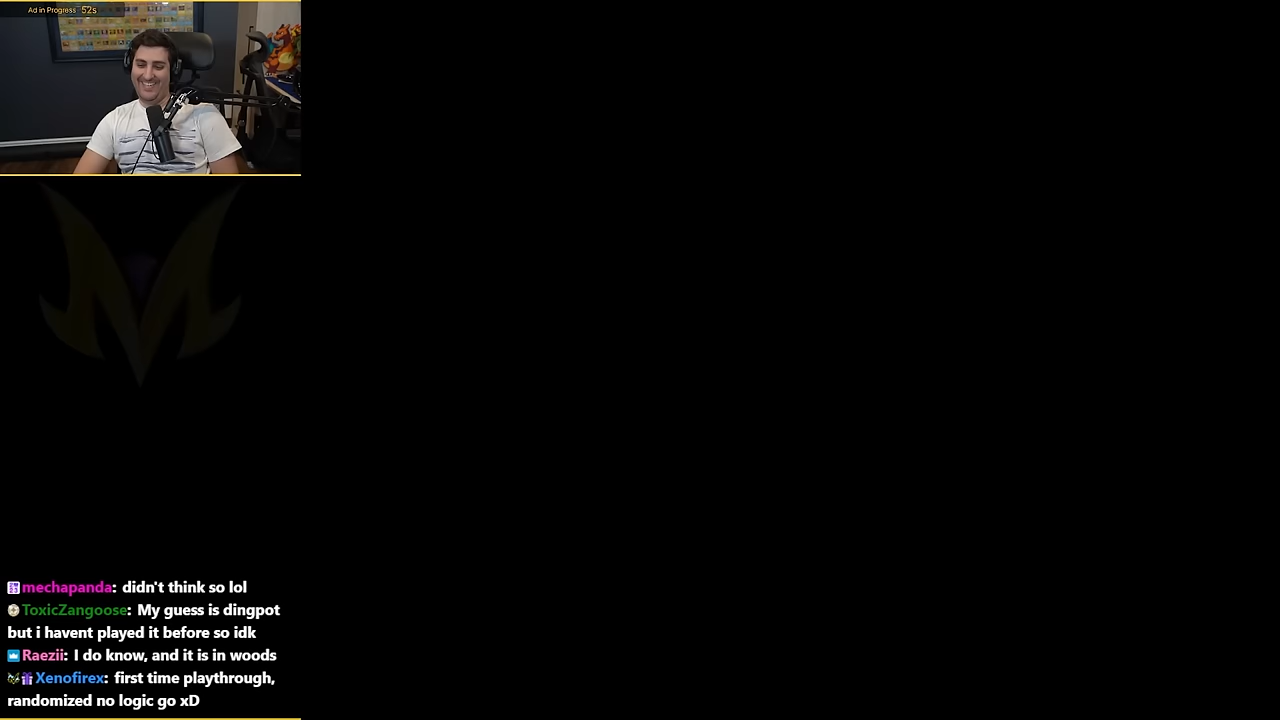 Ad in Progress 52s
mechapanda: didn't think so lol
ToxicZangoose: My guess is dingpot
but i havent played it before so idk
Raezii: I do know, and it is in woods
Xenofirex: first time playthrough,
randomized no logic go xD